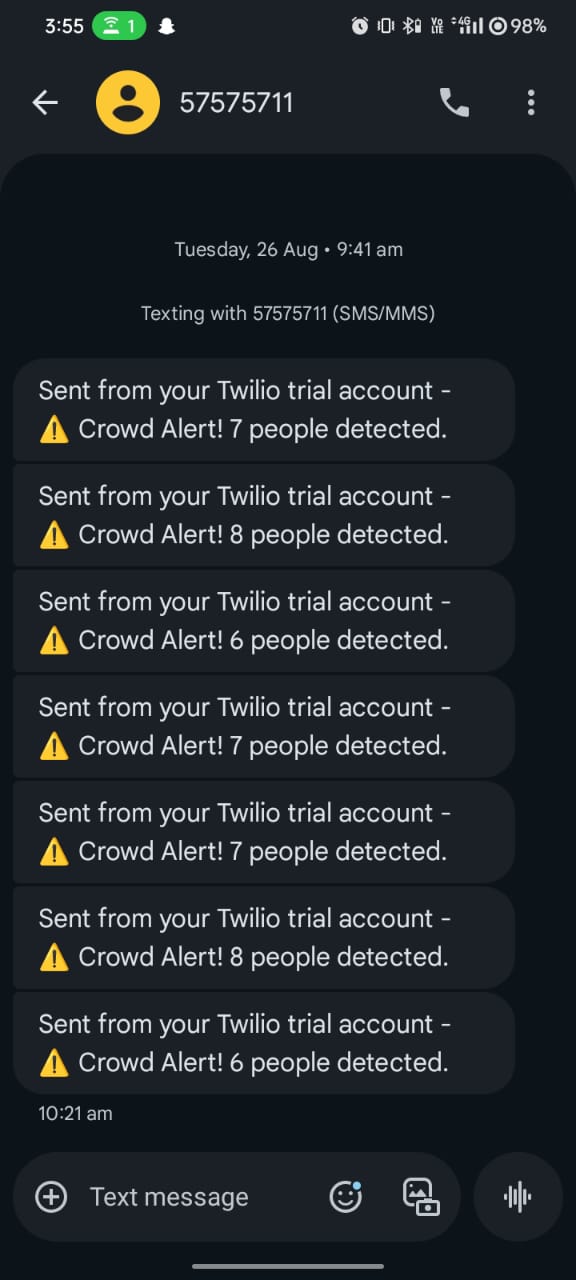 3:55 1 98%
57575711
Tuesday, 26 Aug • 9:41 am
Texting with 57575711 (SMS/MMS)
Sent from your Twilio trial account -
⚠️ Crowd Alert! 7 people detected.
Sent from your Twilio trial account -
⚠️ Crowd Alert! 8 people detected.
Sent from your Twilio trial account -
⚠️ Crowd Alert! 6 people detected.
Sent from your Twilio trial account -
⚠️ Crowd Alert! 7 people detected.
Sent from your Twilio trial account -
⚠️ Crowd Alert! 7 people detected.
Sent from your Twilio trial account -
⚠️ Crowd Alert! 8 people detected.
Sent from your Twilio trial account -
⚠️ Crowd Alert! 6 people detected.
10:21 am
Text message